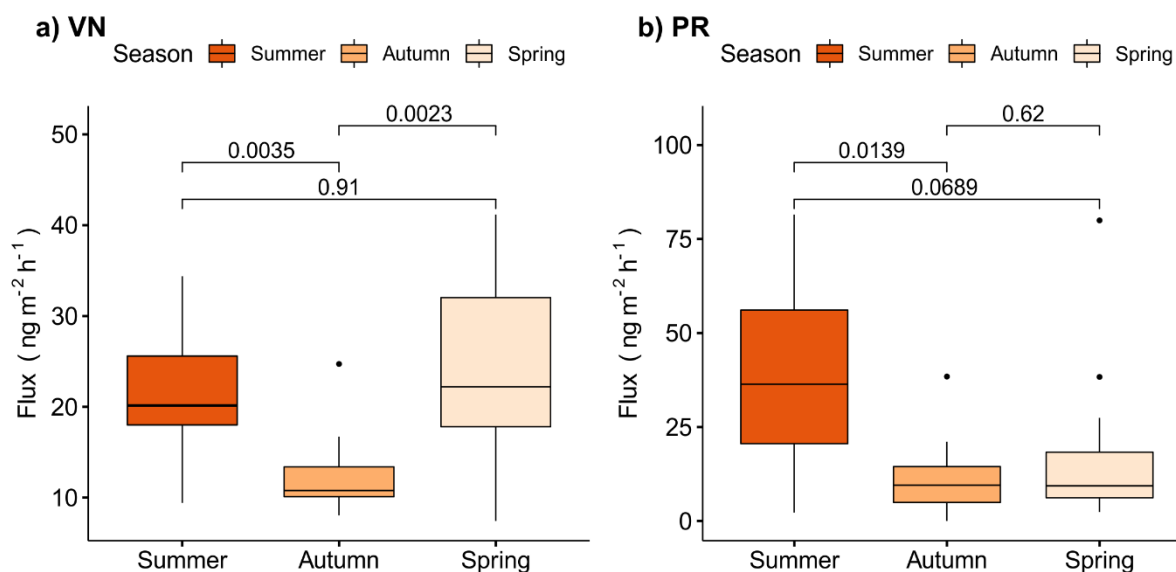 a) VN
Season Summer Autumn Spring
0.0023
0.0035
0.91
50
40
30
20
10
Flux ( ng m⁻² h⁻¹ )
Summer Autumn Spring
b) PR
Season Summer Autumn Spring
0.62
0.0139
0.0689
100
75
50
25
0
Flux ( ng m⁻² h⁻¹ )
Summer Autumn Spring